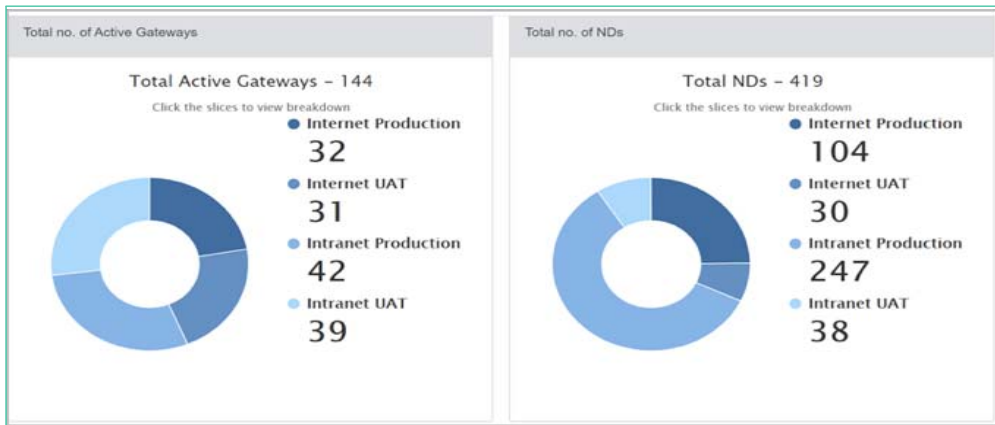 Total no. of Active Gateways
Total Active Gateways – 144
Click the slices to view breakdown
Internet Production
32
Internet UAT
31
Intranet Production
42
Intranet UAT
39
Total no. of NDs
Total NDs – 419
Click the slices to view breakdown
Internet Production
104
Internet UAT
30
Intranet Production
247
Intranet UAT
38